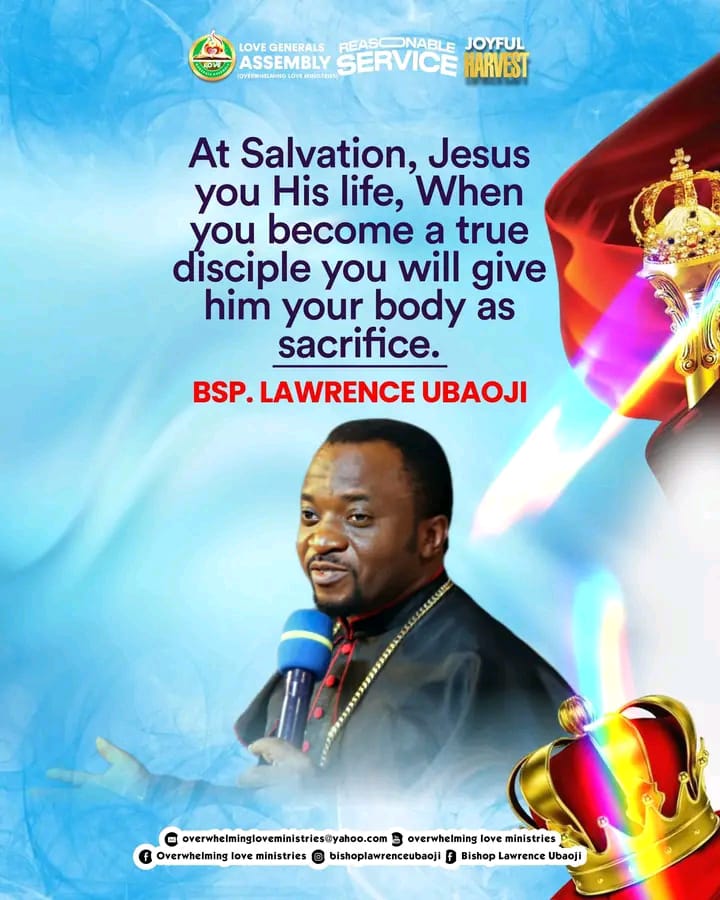 LOVE GENERALS
ASSEMBLY
(OVERWHELMING LOVE MINISTRIES)
REASONABLE
SERVICE
JOYFUL
HARVEST
At Salvation, Jesus
you His life, When
you become a true
disciple you will give
him your body as
sacrifice.
BSP. LAWRENCE UBAOJI
overwhelmingloveministries@yahoo.com overwhelming love ministries
Overwhelming love ministries bishoplawrenceubaoji Bishop Lawrence Ubaoji